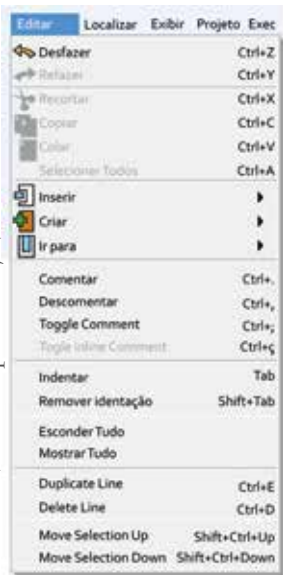 Editar Localizar Exibir Projeto Exec
Desfazer Ctrl+Z
Refazer Ctrl+Y
Recortar Ctrl+X
Copiar Ctrl+C
Colar Ctrl+V
Selecioner Todos Ctrl+A
Inserir
Criar
Ir para
Comentar Ctrl+.
Descomentar Ctrl+,
Toggle Comment Ctrl+;
Togle Inline Comment Ctrl+ç
Indentar Tab
Remover identação Shift+Tab
Esconder Tudo
Mostrar Tudo
Duplicate Line Ctrl+E
Delete Line Ctrl+D
Move Selection Up Shift+Ctrl+Up
Move Selection Down Shift+Ctrl+Down